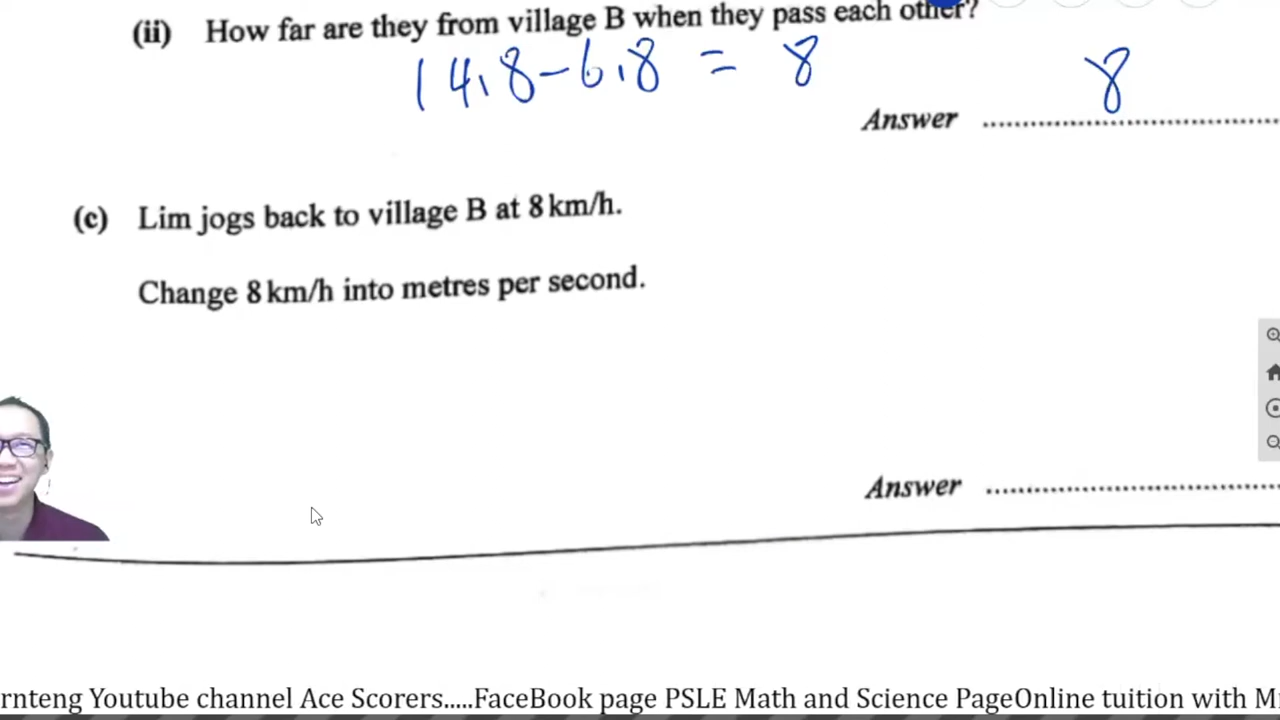 (ii) How far are they from village B when they pass each other?
14.8 - 6.8 = 8
8
Answer ........................................
(c) Lim jogs back to village B at 8 km/h.
Change 8 km/h into metres per second.
Answer ........................................
rnteng Youtube channel Ace Scorers.....FaceBook page PSLE Math and Science PageOnline tuition with M